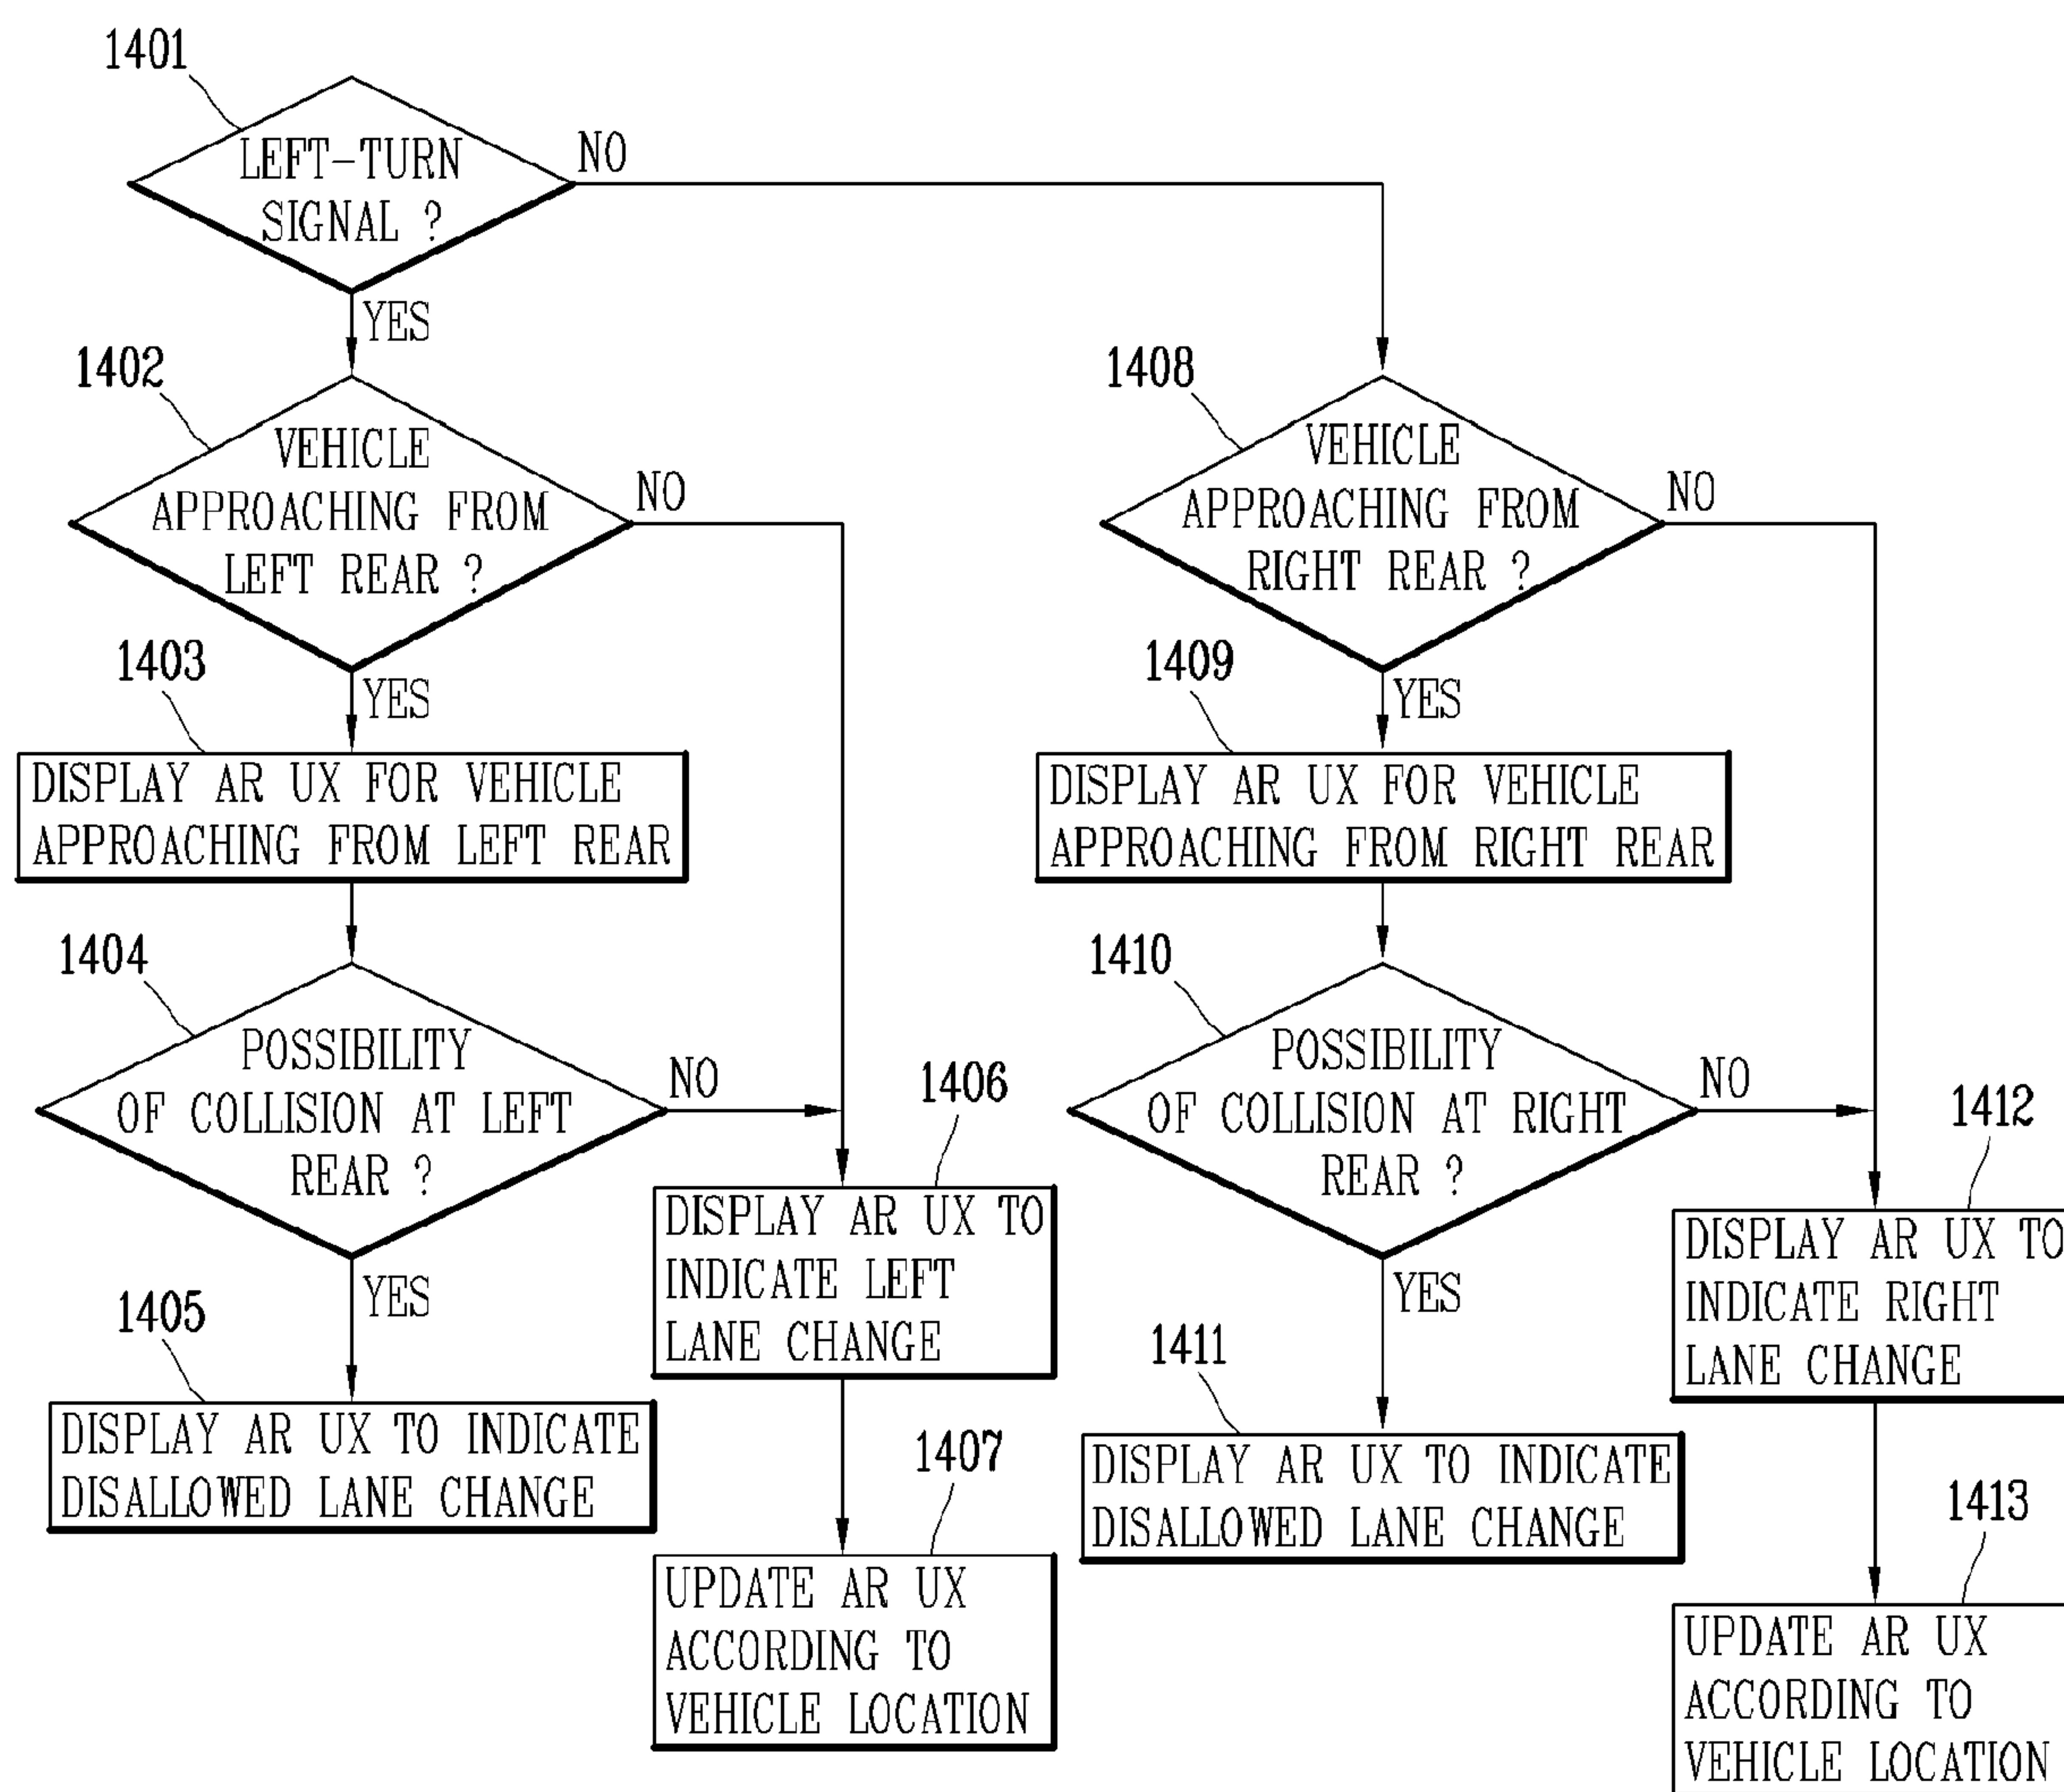 1401
LEFT-TURN
SIGNAL ?
NO
YES
1402
VEHICLE
APPROACHING FROM
LEFT REAR ?
NO
YES
1403
DISPLAY AR UX FOR VEHICLE
APPROACHING FROM LEFT REAR
1404
POSSIBILITY
OF COLLISION AT LEFT
REAR ?
NO
YES
1405
DISPLAY AR UX TO INDICATE
DISALLOWED LANE CHANGE
1406
DISPLAY AR UX TO
INDICATE LEFT
LANE CHANGE
1407
UPDATE AR UX
ACCORDING TO
VEHICLE LOCATION
1408
VEHICLE
APPROACHING FROM
RIGHT REAR ?
NO
YES
1409
DISPLAY AR UX FOR VEHICLE
APPROACHING FROM RIGHT REAR
1410
POSSIBILITY
OF COLLISION AT RIGHT
REAR ?
NO
YES
1411
DISPLAY AR UX TO INDICATE
DISALLOWED LANE CHANGE
1412
DISPLAY AR UX TO
INDICATE RIGHT
LANE CHANGE
1413
UPDATE AR UX
ACCORDING TO
VEHICLE LOCATION